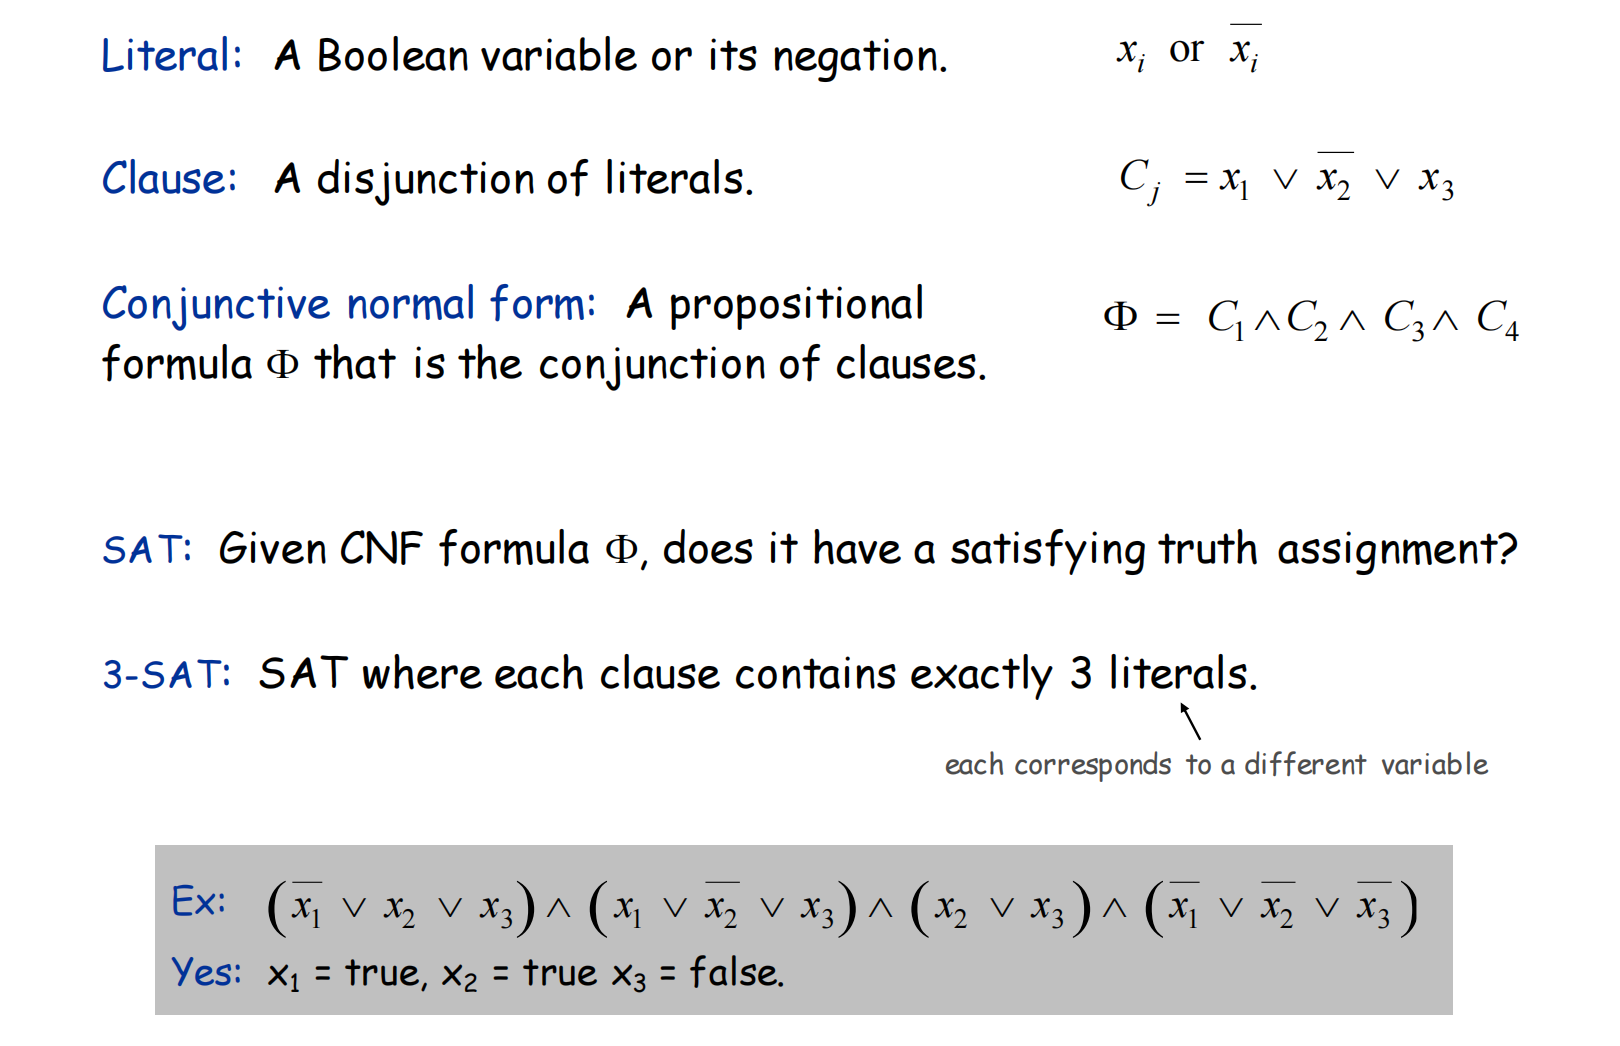 Literal: A Boolean variable or its negation. $x_i$ or $\overline{x_i}$
Clause: A disjunction of literals. $C_j = x_1 \vee \overline{x_2} \vee x_3$
Conjunctive normal form: A propositional
formula Φ that is the conjunction of clauses. $\Phi = C_1 \wedge C_2 \wedge C_3 \wedge C_4$
SAT: Given CNF formula Φ, does it have a satisfying truth assignment?
3-SAT: SAT where each clause contains exactly 3 literals.
each corresponds to a different variable
Ex: $(\overline{x_1} \vee x_2 \vee x_3) \wedge (x_1 \vee \overline{x_2} \vee x_3) \wedge (x_2 \vee x_3) \wedge (\overline{x_1} \vee \overline{x_2} \vee \overline{x_3})$
Yes: x₁ = true, x₂ = true x₃ = false.